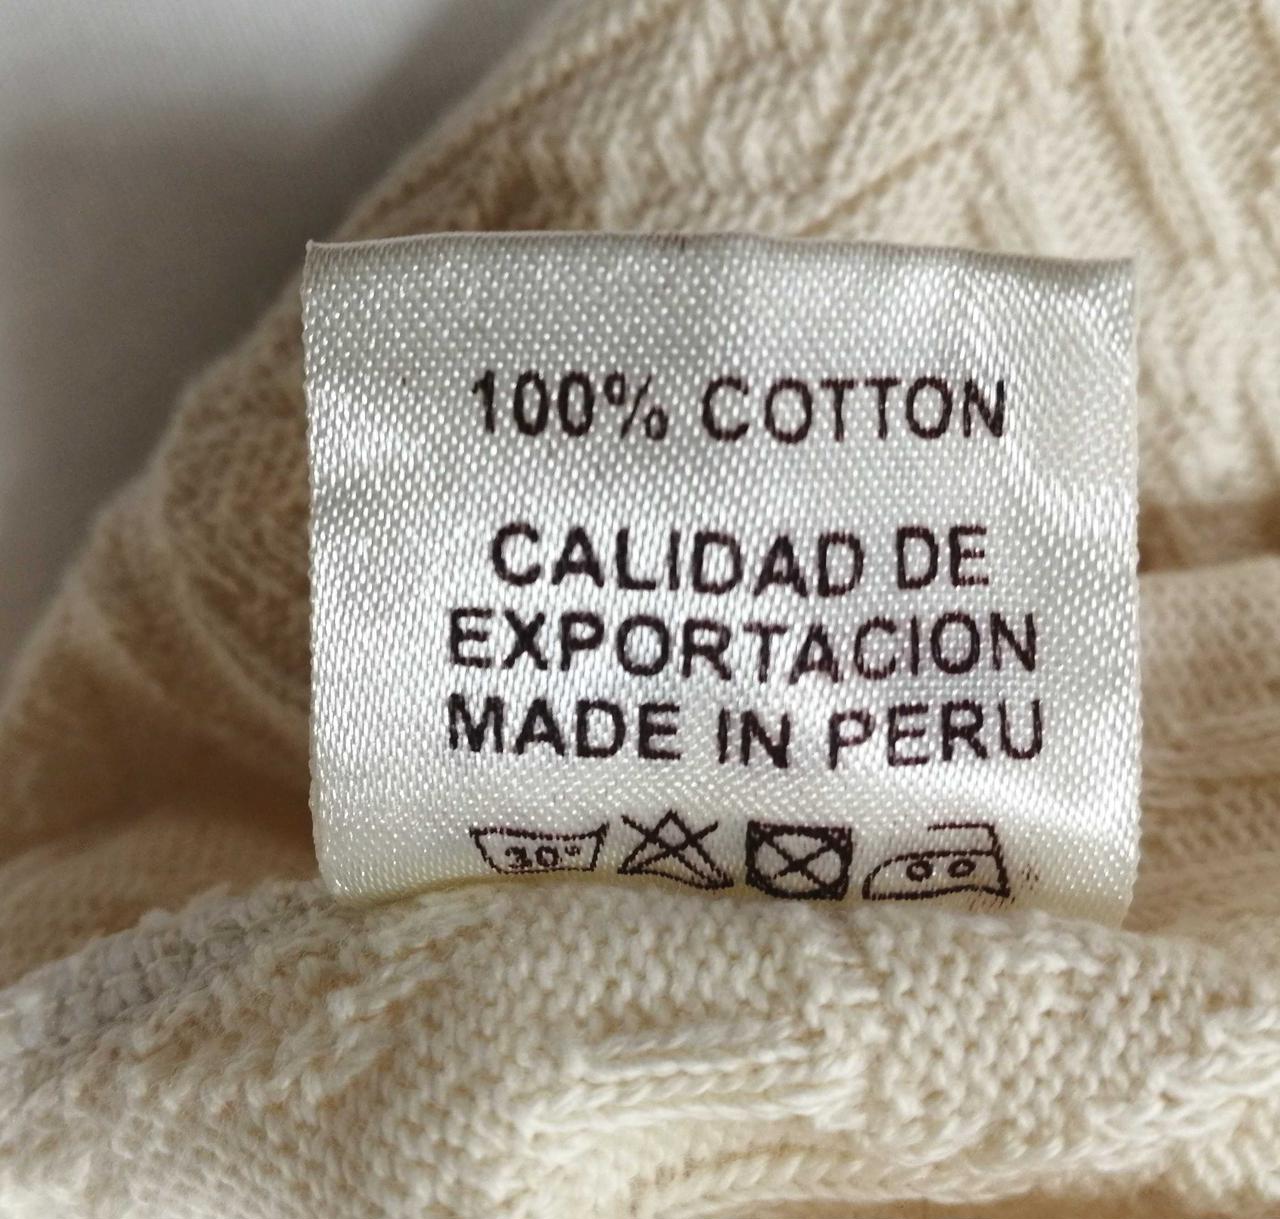 100% COTTON
CALIDAD DE
EXPORTACION
MADE IN PERU
30°